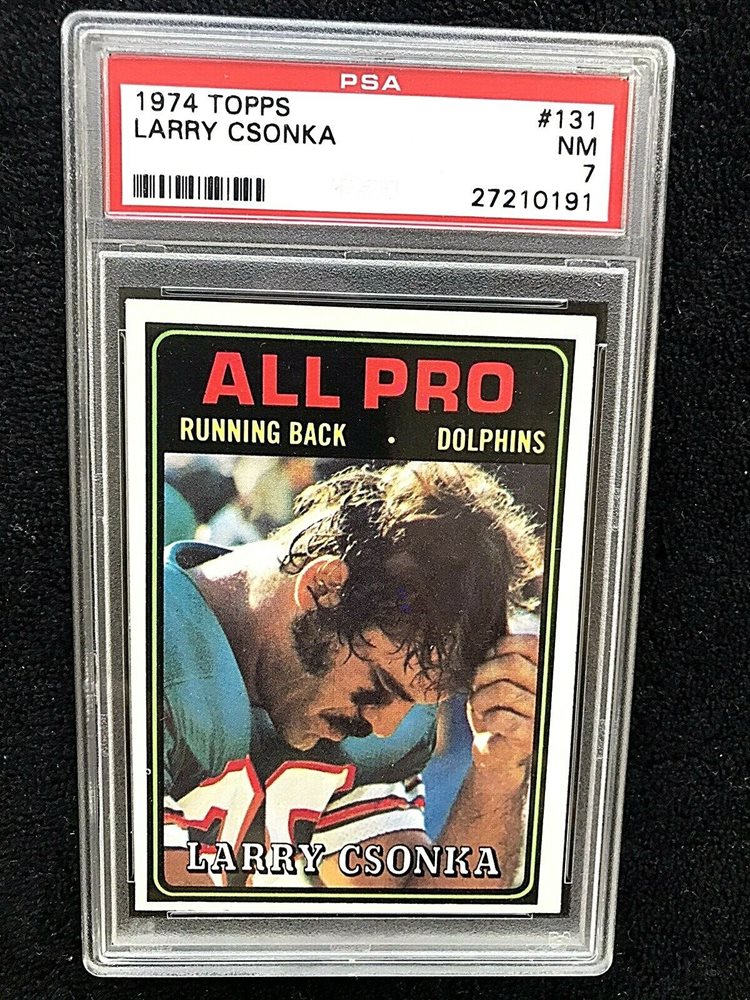 PSA
1974 TOPPS #131
LARRY CSONKA NM
7
27210191
ALL PRO
RUNNING BACK • DOLPHINS
LARRY CSONKA